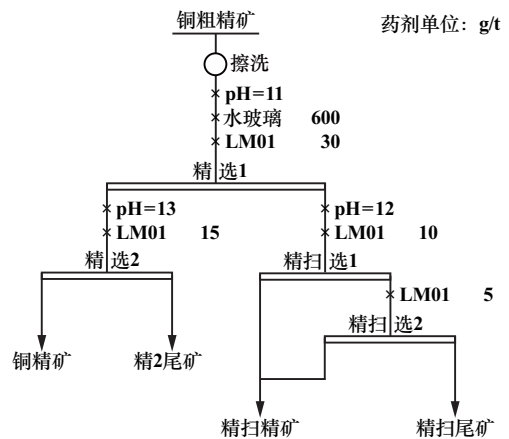 铜粗精矿
药剂单位：g/t
擦洗
pH=11
水玻璃 600
LM01 30
精选1
pH=13
pH=12
LM01 15
LM01 10
精选2
精扫选1
LM01 5
精扫选2
铜精矿
精2尾矿
精扫精矿
精扫尾矿